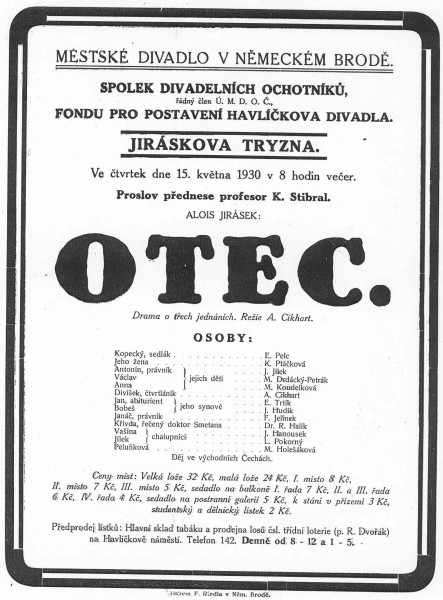 MĚSTSKÉ DIVADLO V NĚMECKÉM BRODĚ.
SPOLEK DIVADELNÍCH OCHOTNÍKŮ,
řádný člen Ú. M. D. O. Č.,
FONDU PRO POSTAVENÍ HAVLÍČKOVA DIVADLA.
JIRÁSKOVA TRYZNA.
Ve čtvrtek dne 15. května 1930 v 8 hodin večer.
Proslov přednese profesor K. Stibral.
ALOIS JIRÁSEK:
OTEC.
Drama o třech jednáních. Režie A. Cikhart.
OSOBY:
Kopecký, sedlák . . . E. Pelc
Jeho žena . . . K. Ptáčková
Antonín, právník } jejich děti . . . J. Jílek
Václav . . . M. Drdácký-Petrák
Anna . . . M. Koudelková
Divíšek, čtvrtláník . . . A. Cikhart
Jan, abiturient } jeho synové . . . E. Trtík
Bobeš . . . J. Hudík
Janáč, právník . . . F. Jelínek
Křivda, řečený doktor Smetana . . . Dr. R. Halík
Vašina } chalupníci . . . J. Hanousek
Jílek . . . L. Pokorný
Peluňková . . . M. Holešáková
Děj ve východních Čechách.
Ceny míst: Velká lože 32 Kč, malá lože 24 Kč, I. místo 8 Kč,
II. místo 7 Kč, III. místo 5 Kč, sedadlo na balkoně I. řada 7 Kč, II. a III. řada
6 Kč, IV. řada 4 Kč, sedadlo na postranní galerii 5 Kč, k stání v přízemí 3 Kč,
studentský a dělnický lístek 2 Kč.
Předprodej lístků: Hlavní sklad tabáku a prodejna losů čsl. třídní loterie (p. R. Dvořák)
na Havlíčkově náměstí. Telefon 142. Denně od 8 - 12 a 1 - 5.
Tiskem F. Riedla v Něm. Brodě.